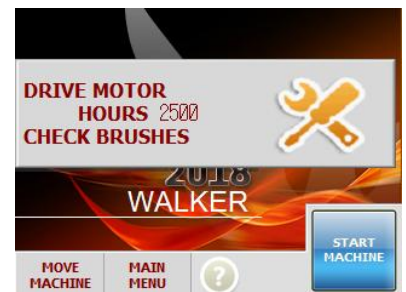 DRIVE MOTOR
HOURS 2500
CHECK BRUSHES
2018
WALKER
START
MACHINE
MOVE
MACHINE
MAIN
MENU
?